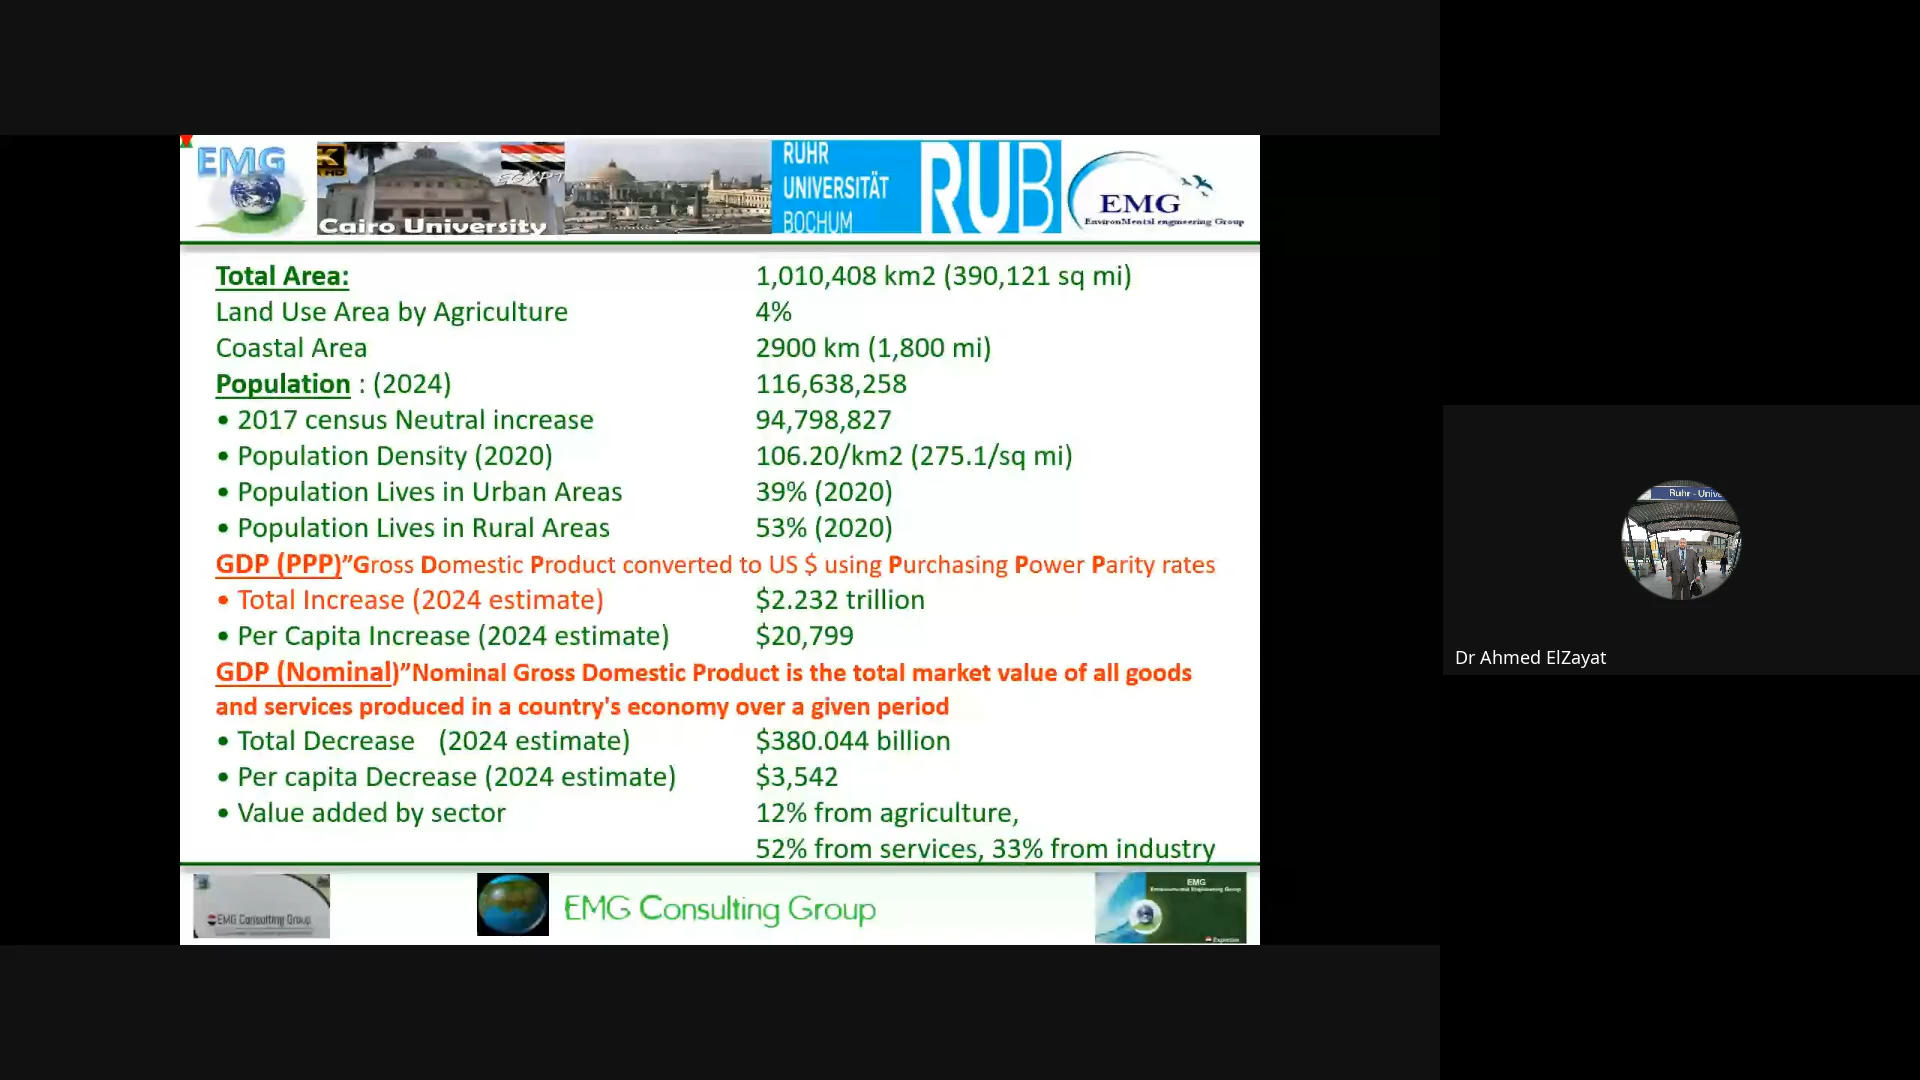 EMG
K
HD
EGYPT
Cairo University
RUHR
UNIVERSITÄT
BOCHUM
RUB
EMG
EnvironMental engineering Group
Total Area: 1,010,408 km2 (390,121 sq mi)
Land Use Area by Agriculture 4%
Coastal Area 2900 km (1,800 mi)
Population : (2024) 116,638,258
• 2017 census Neutral increase 94,798,827
• Population Density (2020) 106.20/km2 (275.1/sq mi)
• Population Lives in Urban Areas 39% (2020)
• Population Lives in Rural Areas 53% (2020)
GDP (PPP)”Gross Domestic Product converted to US $ using Purchasing Power Parity rates
• Total Increase (2024 estimate) $2.232 trillion
• Per Capita Increase (2024 estimate) $20,799
GDP (Nominal)”Nominal Gross Domestic Product is the total market value of all goods
and services produced in a country's economy over a given period
• Total Decrease (2024 estimate) $380.044 billion
• Per capita Decrease (2024 estimate) $3,542
• Value added by sector 12% from agriculture,
52% from services, 33% from industry
EMG Consulting Group
EMG Consulting Group
EMG
Environmental Engineering Group
Ruhr - Unive
Dr Ahmed ElZayat